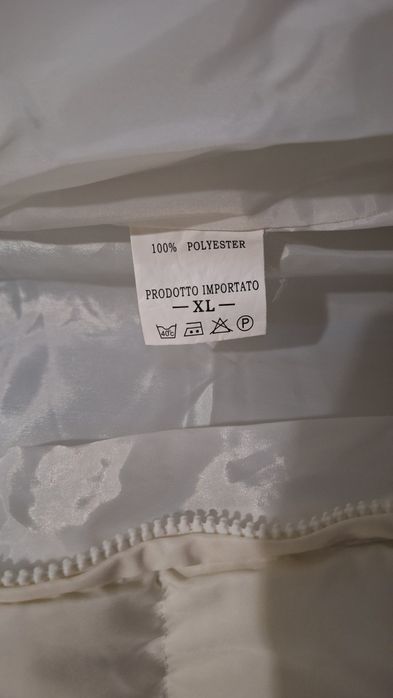 100% POLYESTER
PRODOTTO IMPORTATO
— XL —
40°C P